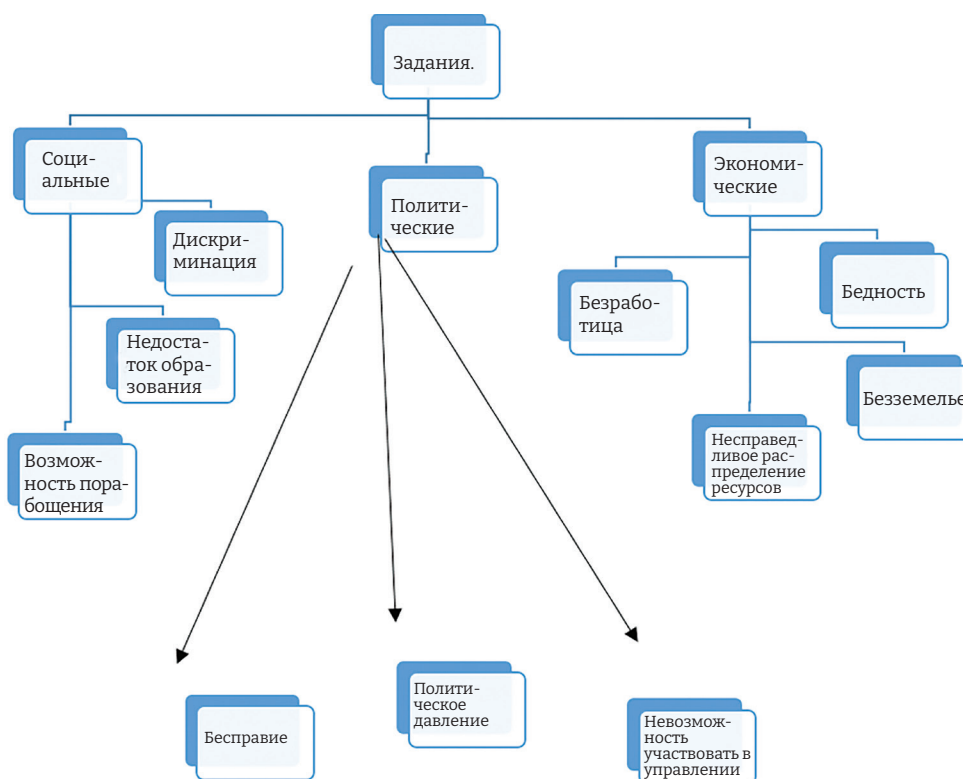 Задания.
Соци-
альные
Полити-
ческие
Экономи-
ческие
Дискри-
минация
Безрабо-
тица
Бедность
Недоста-
ток обра-
зования
Безземелье
Возмож-
ность пора-
бощения
Несправед-
ливое рас-
пределение
ресурсов
Бесправие
Полити-
ческое
давление
Невозмож-
ность
участвовать в
управлении